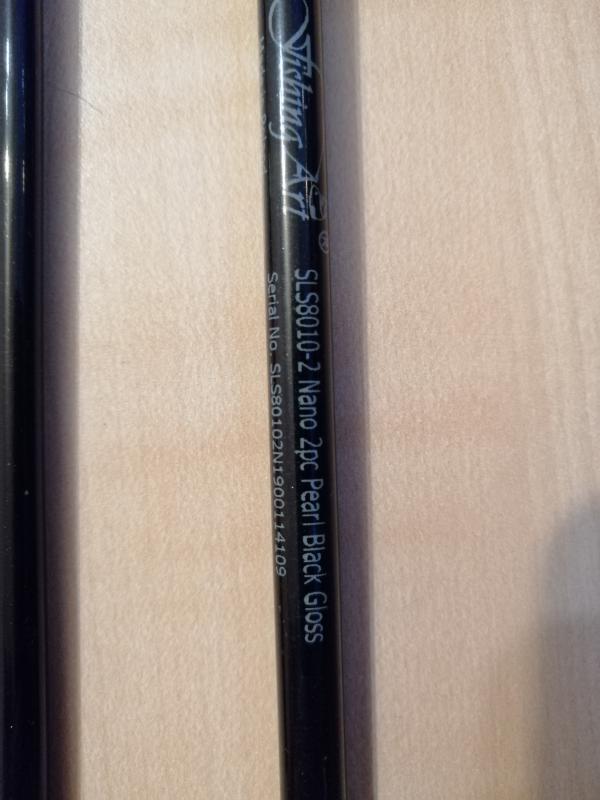 Fishing Art ®
SLS8010-2 Nano 2pc Pearl Black Gloss
Serial No. SLS80102N1900114109